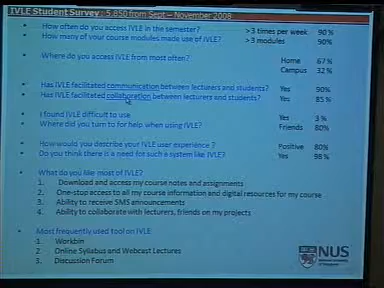 IVLE Student Survey - 5,850 from Sept - November 2008
How often do you access IVLE in the semester? >3 times per week 90%
How many of your course modules made use of IVLE? >3 modules 90%
Where do you access IVLE from most often? Home 67%
Campus 32%
Has IVLE facilitated communication between lecturers and students? Yes 90%
Has IVLE facilitated collaboration between lecturers and students? Yes 85%
I found IVLE difficult to use Yes 3%
Where did you turn to for help when using IVLE? Friends 80%
How would you describe your IVLE user experience? Positive 80%
Do you think there is a need for such a system like IVLE? Yes 98%
What do you like most of IVLE?
1. Download and access my course notes and assignments
2. One-stop access to all my course information and digital resources for my course
3. Ability to receive SMS announcements
4. Ability to collaborate with lecturers, friends on my projects
Most frequently used tool on IVLE
1. Workbin
2. Online Syllabus and Webcast Lectures
3. Discussion Forum
NUS
National University
of Singapore